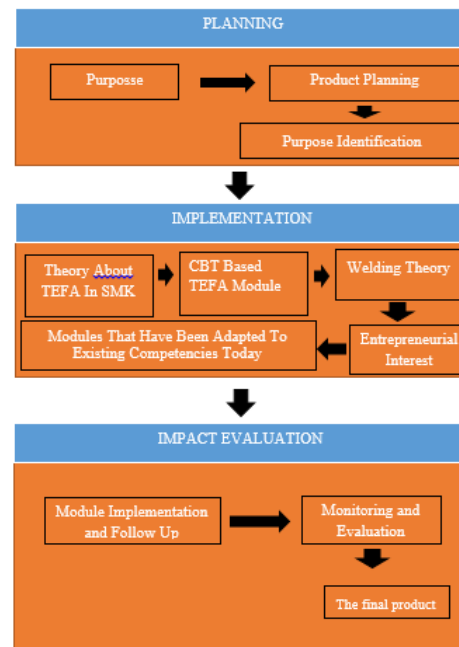 PLANNING
Purposse
Product Planning
Purpose Identification
IMPLEMENTATION
Theory About
TEFA In SMK
CBT Based
TEFA Module
Welding Theory
Entrepreneurial
Interest
Modules That Have Been Adapted To
Existing Competencies Today
IMPACT EVALUATION
Module Implementation
and Follow Up
Monitoring and
Evaluation
The final product